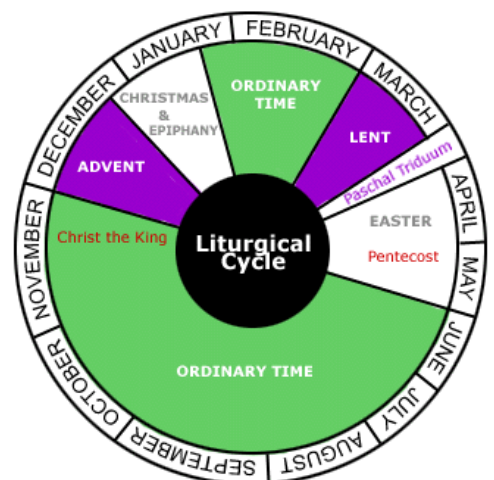 JANUARY
FEBRUARY
MARCH
APRIL
MAY
JUNE
JULY
AUGUST
SEPTEMBER
OCTOBER
NOVEMBER
DECEMBER
CHRISTMAS
&
EPIPHANY
ORDINARY
TIME
LENT
Paschal Triduum
EASTER
Pentecost
ORDINARY TIME
Christ the King
ADVENT
Liturgical
Cycle